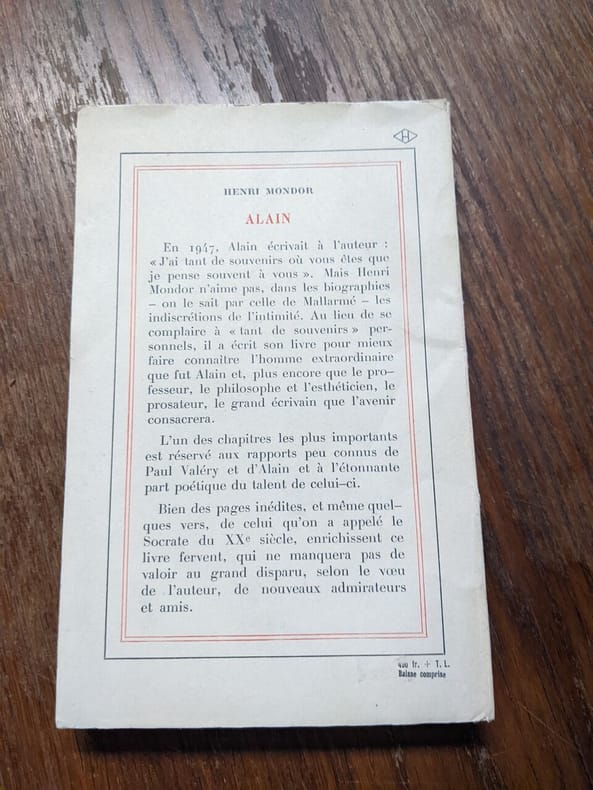 H
HENRI MONDOR
ALAIN
En 1947, Alain écrivait à l'auteur :
« J'ai tant de souvenirs où vous êtes que
je pense souvent à vous ». Mais Henri
Mondor n'aime pas, dans les biographies
– on le sait par celle de Mallarmé – les
indiscrétions de l'intimité. Au lieu de se
complaire à « tant de souvenirs » per-
sonnels, il a écrit son livre pour mieux
faire connaître l'homme extraordinaire
que fut Alain et, plus encore que le pro-
fesseur, le philosophe et l'esthéticien, le
prosateur, le grand écrivain que l'avenir
consacrera.
L'un des chapitres les plus importants
est réservé aux rapports peu connus de
Paul Valéry et d'Alain et à l'étonnante
part poétique du talent de celui-ci.
Bien des pages inédites, et même quel-
ques vers, de celui qu'on a appelé le
Socrate du XXe siècle, enrichissent ce
livre fervent, qui ne manquera pas de
valoir au grand disparu, selon le vœu
de l'auteur, de nouveaux admirateurs
et amis.
fr. + T. L.
Baisse comprise